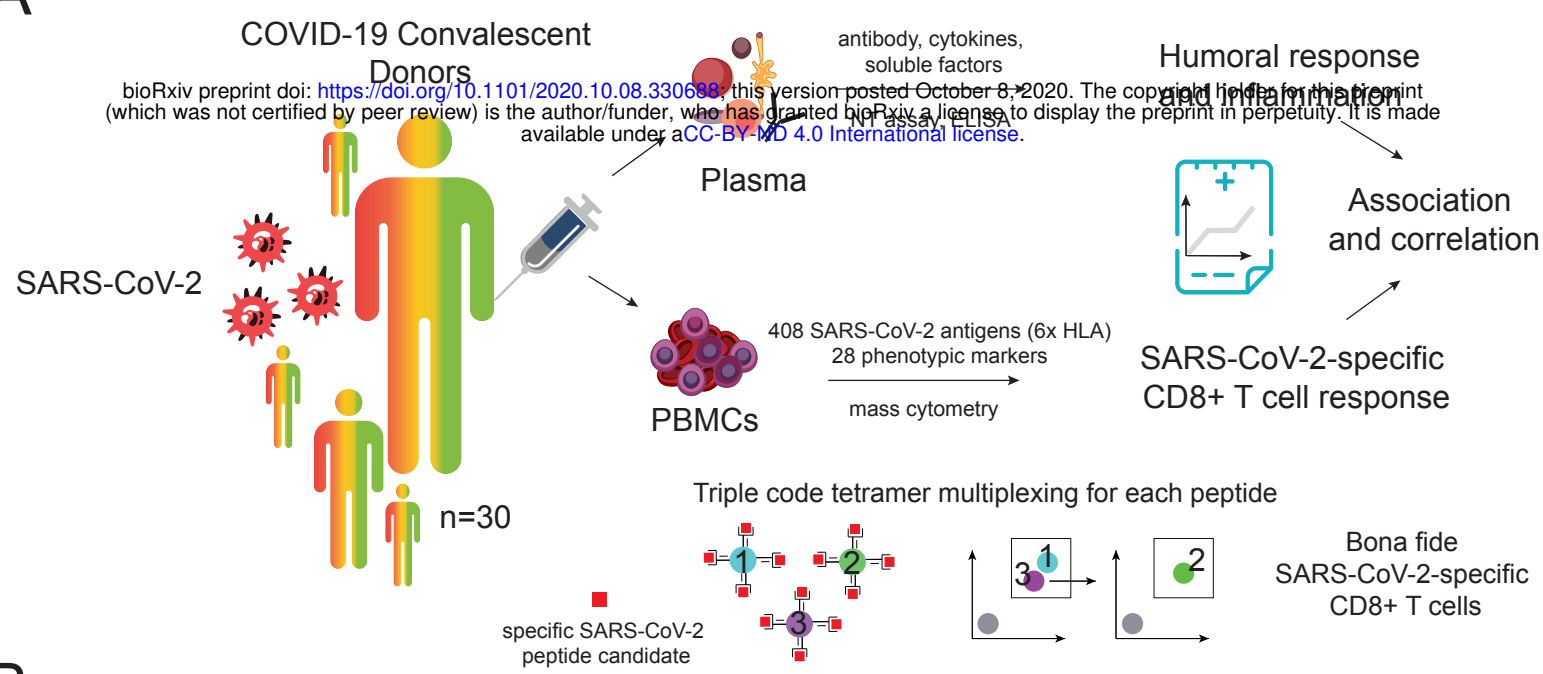 A
COVID-19 Convalescent
Donors
bioRxiv preprint doi: https://doi.org/10.1101/2020.10.08.330688; this version posted October 8, 2020. The copyright holder for this preprint
(which was not certified by peer review) is the author/funder, who has granted bioRxiv a license to display the preprint in perpetuity. It is made
available under aCC-BY-ND 4.0 International license.
antibody, cytokines,
soluble factors
NT assay, ELISA
Humoral response
and inflammation
Plasma
Association
and correlation
SARS-CoV-2
408 SARS-CoV-2 antigens (6x HLA)
28 phenotypic markers
mass cytometry
PBMCs
SARS-CoV-2-specific
CD8+ T cell response
n=30
Triple code tetramer multiplexing for each peptide
1
2
3
1
3
2
specific SARS-CoV-2
peptide candidate
Bona fide
SARS-CoV-2-specific
CD8+ T cells